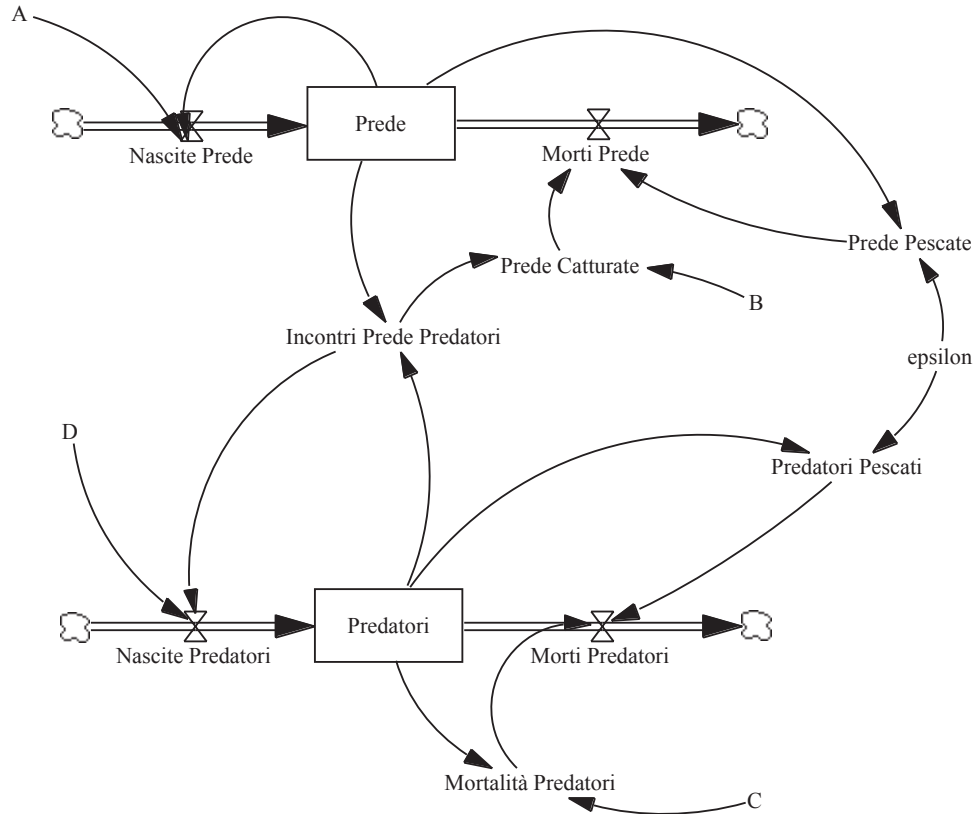 A
Prede
Nascite Prede
Morti Prede
Prede Pescate
Prede Catturate
B
Incontri Prede Predatori
epsilon
D
Predatori Pescati
Predatori
Nascite Predatori
Morti Predatori
Mortalità Predatori
C